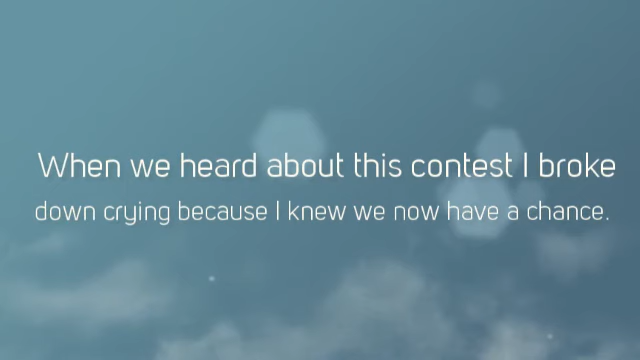 When we heard about this contest I broke
down crying because I knew we now have a chance.